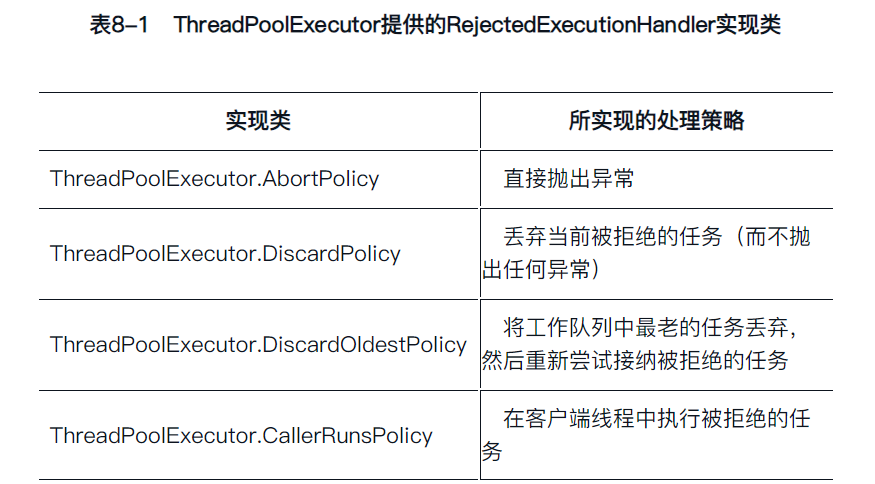 表8–1 ThreadPoolExecutor提供的RejectedExecutionHandler实现类
实现类
所实现的处理策略
ThreadPoolExecutor.AbortPolicy
直接抛出异常
ThreadPoolExecutor.DiscardPolicy
丢弃当前被拒绝的任务（而不抛
出任何异常）
ThreadPoolExecutor.DiscardOldestPolicy
将工作队列中最老的任务丢弃，
然后重新尝试接纳被拒绝的任务
ThreadPoolExecutor.CallerRunsPolicy
在客户端线程中执行被拒绝的任
务